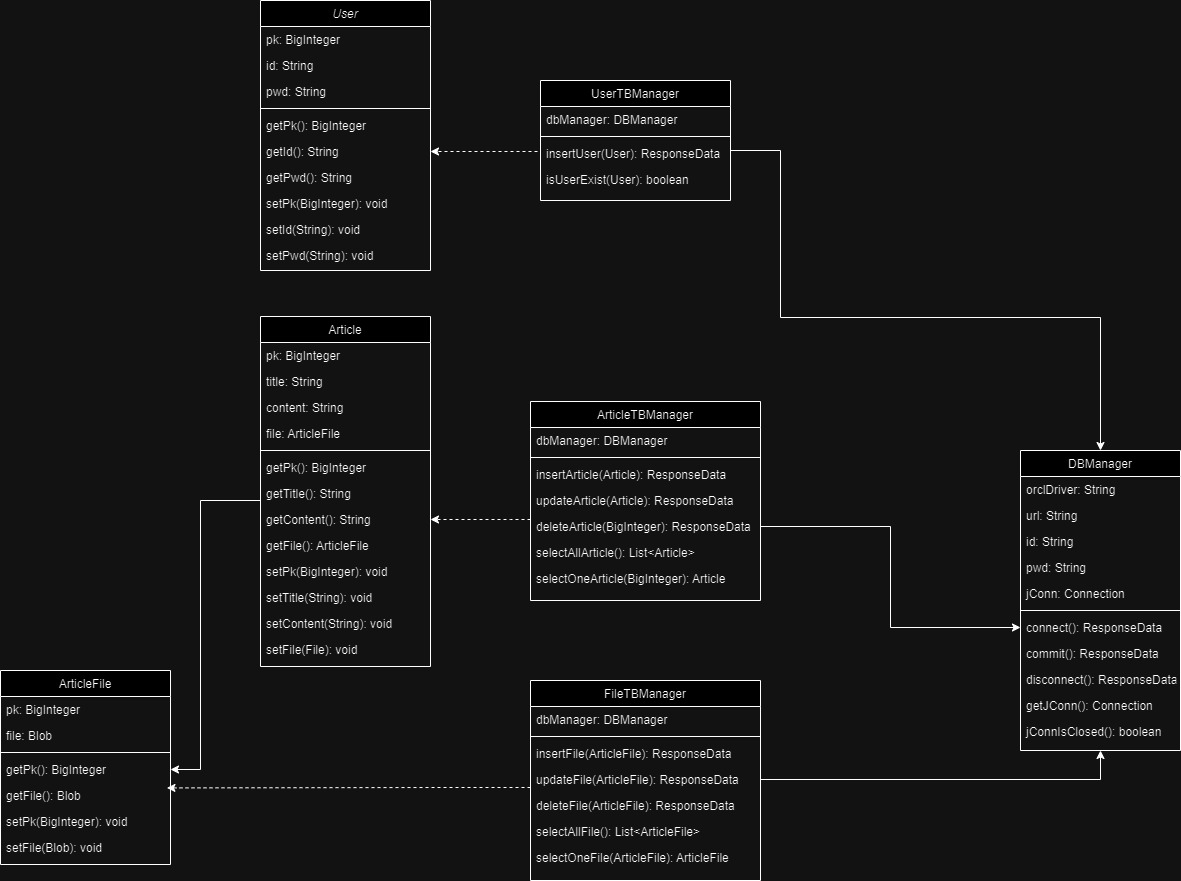 User
pk: BigInteger
id: String
pwd: String
getPk(): BigInteger
getId(): String
getPwd(): String
setPk(BigInteger): void
setId(String): void
setPwd(String): void
UserTBManager
dbManager: DBManager
insertUser(User): ResponseData
isUserExist(User): boolean
Article
pk: BigInteger
title: String
content: String
file: ArticleFile
getPk(): BigInteger
getTitle(): String
getContent(): String
getFile(): ArticleFile
setPk(BigInteger): void
setTitle(String): void
setContent(String): void
setFile(File): void
ArticleTBManager
dbManager: DBManager
insertArticle(Article): ResponseData
updateArticle(Article): ResponseData
deleteArticle(BigInteger): ResponseData
selectAllArticle(): List<Article>
selectOneArticle(BigInteger): Article
DBManager
orclDriver: String
url: String
id: String
pwd: String
jConn: Connection
connect(): ResponseData
commit(): ResponseData
disconnect(): ResponseData
getJConn(): Connection
jConnIsClosed(): boolean
ArticleFile
pk: BigInteger
file: Blob
getPk(): BigInteger
getFile(): Blob
setPk(BigInteger): void
setFile(Blob): void
FileTBManager
dbManager: DBManager
insertFile(ArticleFile): ResponseData
updateFile(ArticleFile): ResponseData
deleteFile(ArticleFile): ResponseData
selectAllFile(): List<ArticleFile>
selectOneFile(ArticleFile): ArticleFile